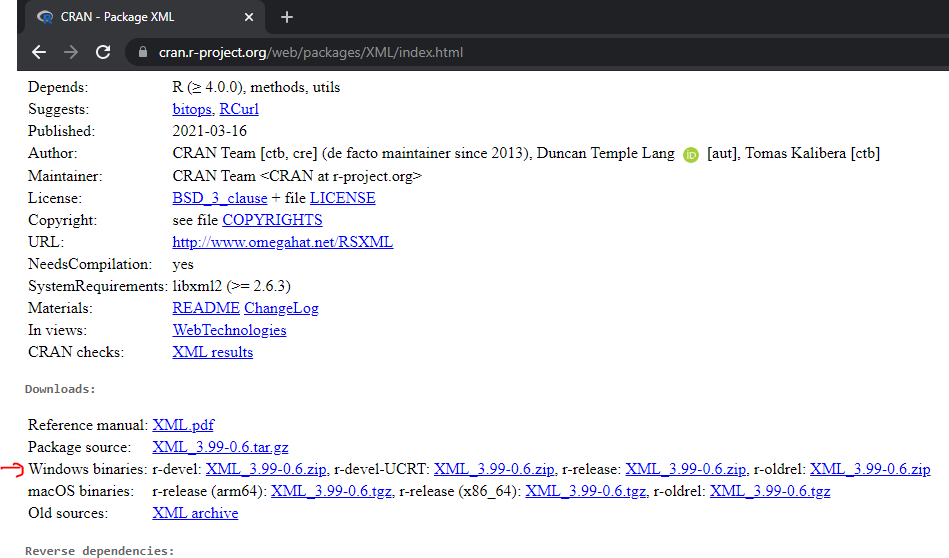 CRAN - Package XML
cran.r-project.org/web/packages/XML/index.html
Depends: R (≥ 4.0.0), methods, utils
Suggests: bitops, RCurl
Published: 2021-03-16
Author: CRAN Team [ctb, cre] (de facto maintainer since 2013), Duncan Temple Lang iD [aut], Tomas Kalibera [ctb]
Maintainer: CRAN Team <CRAN at r-project.org>
License: BSD_3_clause + file LICENSE
Copyright: see file COPYRIGHTS
URL: http://www.omegahat.net/RSXML
NeedsCompilation: yes
SystemRequirements: libxml2 (>= 2.6.3)
Materials: README ChangeLog
In views: WebTechnologies
CRAN checks: XML results
Downloads:
Reference manual: XML.pdf
Package source: XML_3.99-0.6.tar.gz
Windows binaries: r-devel: XML_3.99-0.6.zip, r-devel-UCRT: XML_3.99-0.6.zip, r-release: XML_3.99-0.6.zip, r-oldrel: XML_3.99-0.6.zip
macOS binaries: r-release (arm64): XML_3.99-0.6.tgz, r-release (x86_64): XML_3.99-0.6.tgz, r-oldrel: XML_3.99-0.6.tgz
Old sources: XML archive
Reverse dependencies: